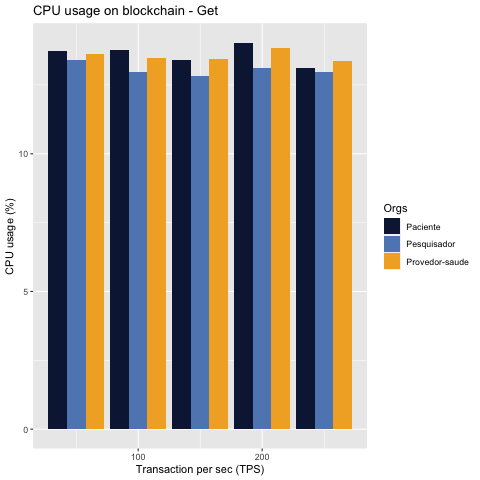 CPU usage on blockchain - Get
CPU usage (%)
10
5
0
100
200
Transaction per sec (TPS)
Orgs
Paciente
Pesquisador
Provedor-saude